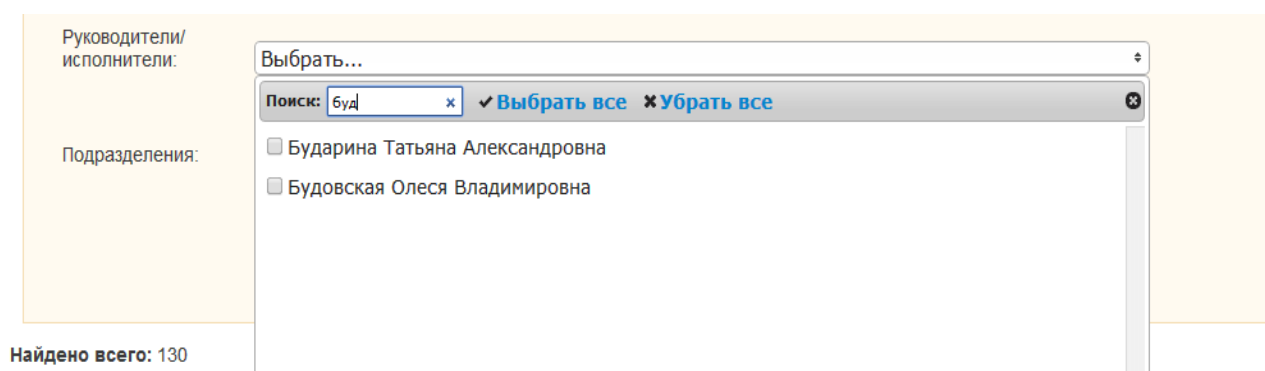 Руководители/
исполнители:
Выбрать...
Поиск: буд × ✔Выбрать все ✖Убрать все
Бударина Татьяна Александровна
Подразделения:
Будовская Олеся Владимировна
Найдено всего: 130